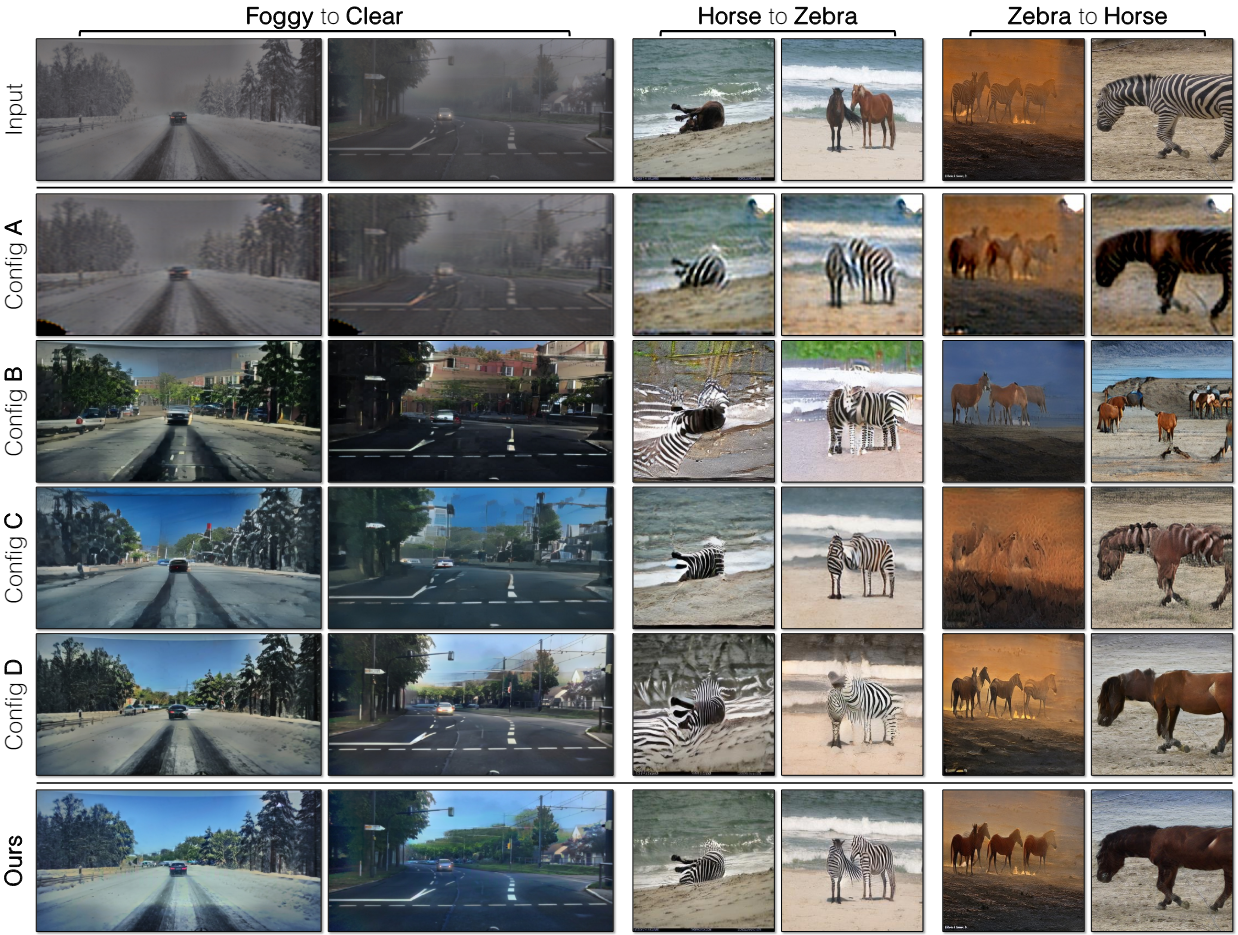 Foggy to Clear
Horse to Zebra
Zebra to Horse
Input
Config A
Config B
Config C
Config D
Ours